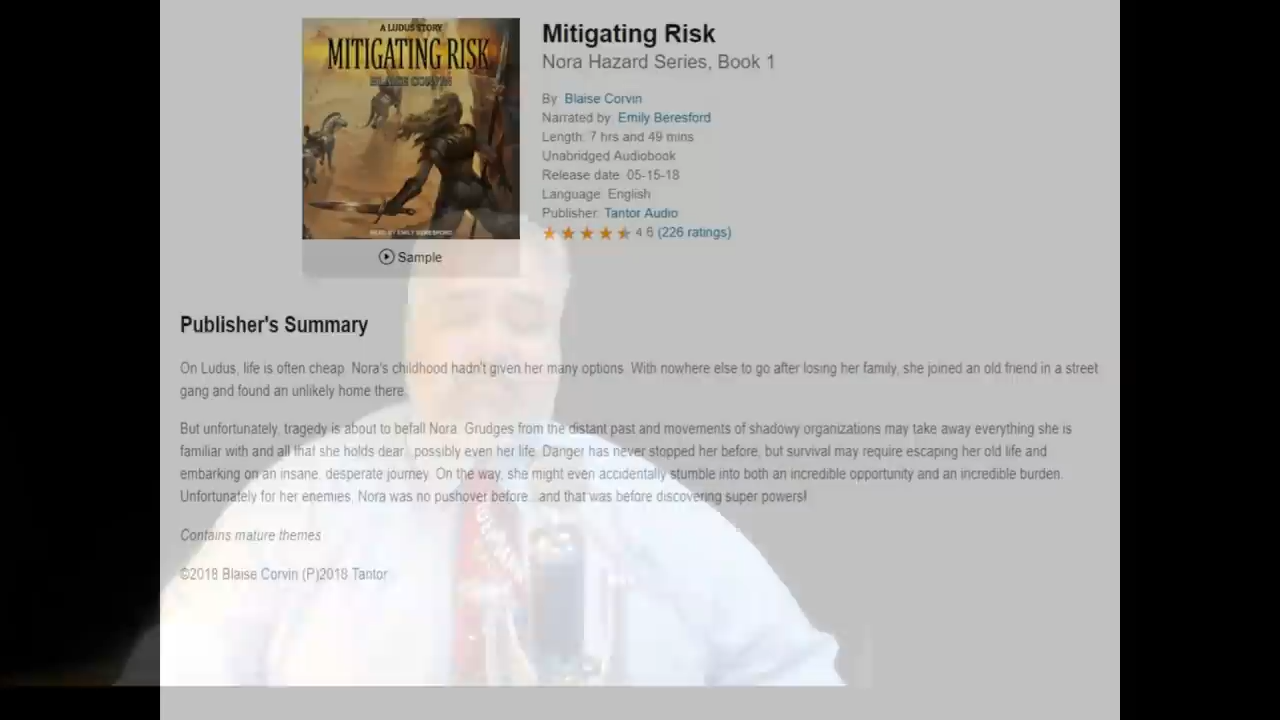 A LUDUS STORY
MITIGATING RISK
BLAISE CORVIN
READ BY EMILY BERESFORD
Sample
Mitigating Risk
Nora Hazard Series, Book 1
By: Blaise Corvin
Narrated by: Emily Beresford
Length: 7 hrs and 49 mins
Unabridged Audiobook
Release date: 05-15-18
Language: English
Publisher: Tantor Audio
4.6 (226 ratings)
Publisher's Summary
On Ludus, life is often cheap. Nora's childhood hadn't given her many options. With nowhere else to go after losing her family, she joined an old friend in a street
gang and found an unlikely home there.
But unfortunately, tragedy is about to befall Nora. Grudges from the distant past and movements of shadowy organizations may take away everything she is
familiar with and all that she holds dear...possibly even her life. Danger has never stopped her before, but survival may require escaping her old life and
embarking on an insane, desperate journey. On the way, she might even accidentally stumble into both an incredible opportunity and an incredible burden.
Unfortunately for her enemies, Nora was no pushover before...and that was before discovering super powers!
Contains mature themes
©2018 Blaise Corvin (P)2018 Tantor